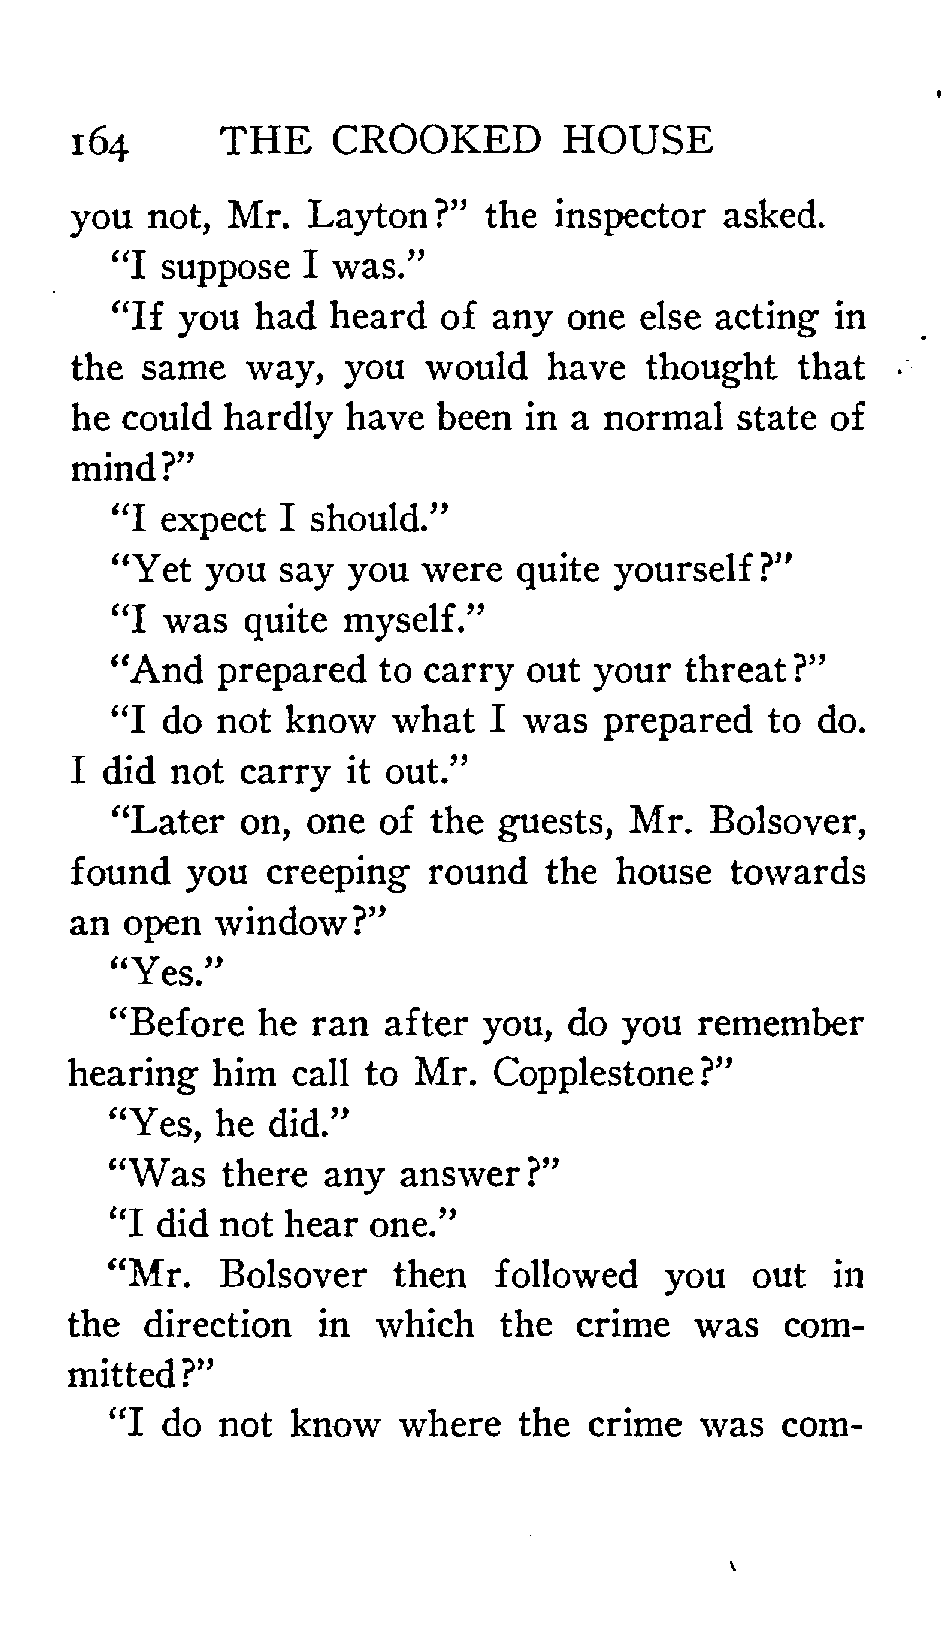 164 THE CROOKED HOUSE
you not, Mr. Layton?" the inspector asked.
"I suppose I was."
"If you had heard of any one else acting in
the same way, you would have thought that
he could hardly have been in a normal state of
mind?"
"I expect I should."
"Yet you say you were quite yourself?"
"I was quite myself."
"And prepared to carry out your threat?"
"I do not know what I was prepared to do.
I did not carry it out."
"Later on, one of the guests, Mr. Bolsover,
found you creeping round the house towards
an open window?"
"Yes."
"Before he ran after you, do you remember
hearing him call to Mr. Copplestone?"
"Yes, he did."
"Was there any answer?"
"I did not hear one."
"Mr. Bolsover then followed you out in
the direction in which the crime was com-
mitted?"
"I do not know where the crime was com-